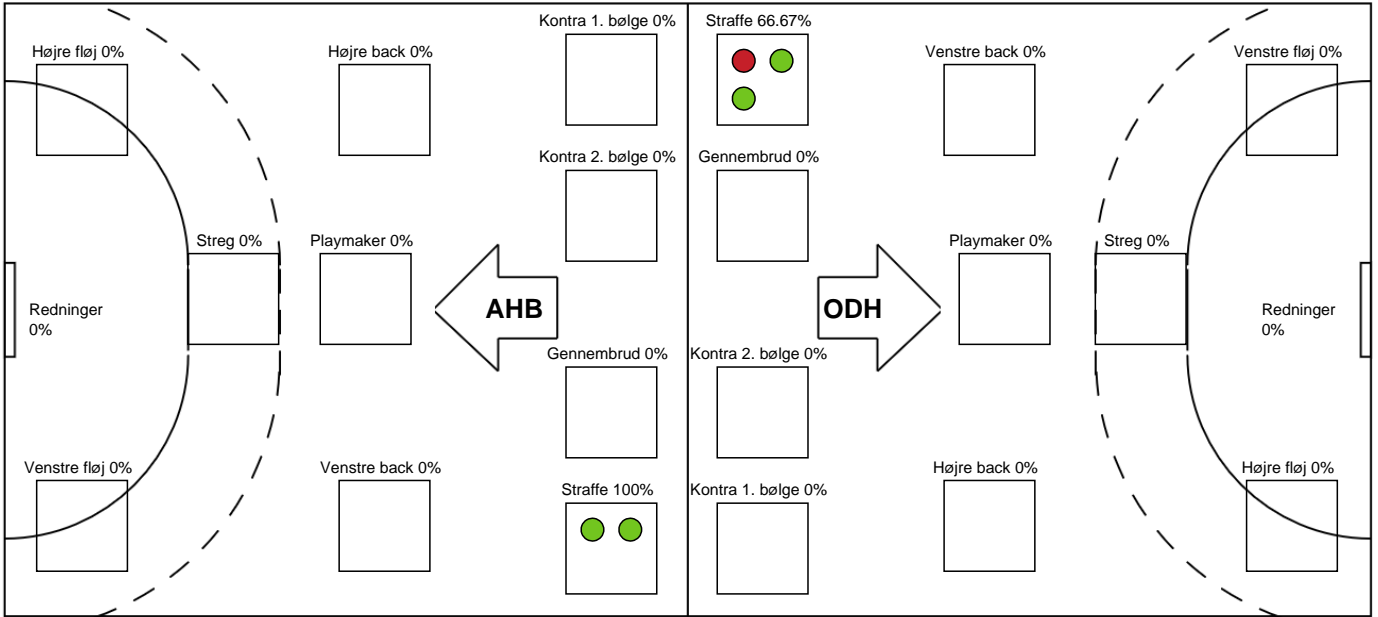 Kontra 1. bølge 0%
Straffe 66.67%
Højre fløj 0%
Højre back 0%
Venstre back 0%
Venstre fløj 0%
Kontra 2. bølge 0%
Gennembrud 0%
Streg 0%
Playmaker 0%
Playmaker 0%
Streg 0%
Redninger
0%
AHB
ODH
Redninger
0%
Gennembrud 0%
Kontra 2. bølge 0%
Venstre fløj 0%
Venstre back 0%
Højre back 0%
Højre fløj 0%
Straffe 100%
Kontra 1. bølge 0%